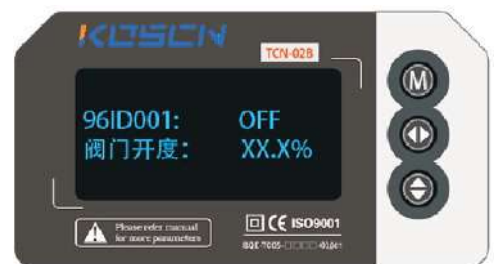 KOSCN
TCN-02B
96ID001: OFF
阀门开度: XX.X%
M
Please refer manual
for more parameters
CE ISO9001